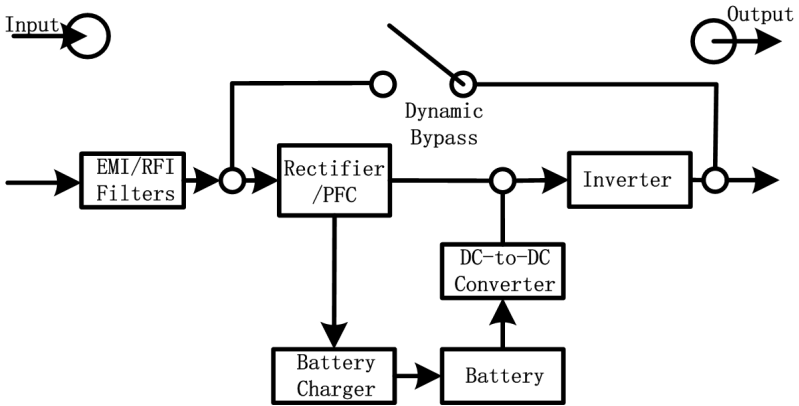 Input
Output
Dynamic
Bypass
EMI/RFI
Filters
Rectifier
/PFC
Inverter
DC-to-DC
Converter
Battery
Charger
Battery